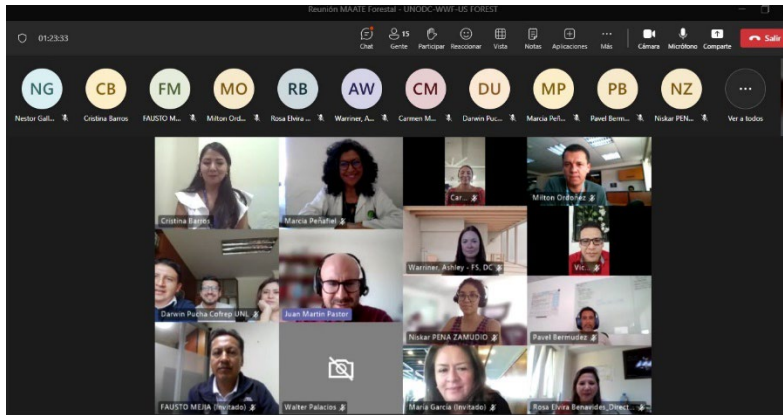 Reunión MAATE Forestal - UNODC-WWF-US FOREST
01:23:33
15
Chat Gente Participar Reaccionar Vista Notas Aplicaciones Más Cámara Micrófono Comparte Salir
NG CB FM MO RB AW CM DU MP PB NZ ...
Nestor Gall... Cristina Barros FAUSTO M... Milton Ord... Rosa Elvira ... Warriner, A... Carmen M... Darwin Puc... Marcia Peñ... Pavel Berm... Niskar PEN... Ver a todos
Cristina Barros Marcia Peñafiel Car... Milton Ordoñez
Warriner, Ashley - FS, DC Vic...
Darwin Pucha Cofrep UNL Juan Martin Pastor
Niskar PENA ZAMUDIO Pavel Bermudez
FAUSTO MEJIA (Invitado) Walter Palacios Maria Garcia (Invitado) Rosa Elvira Benavides_Direct...